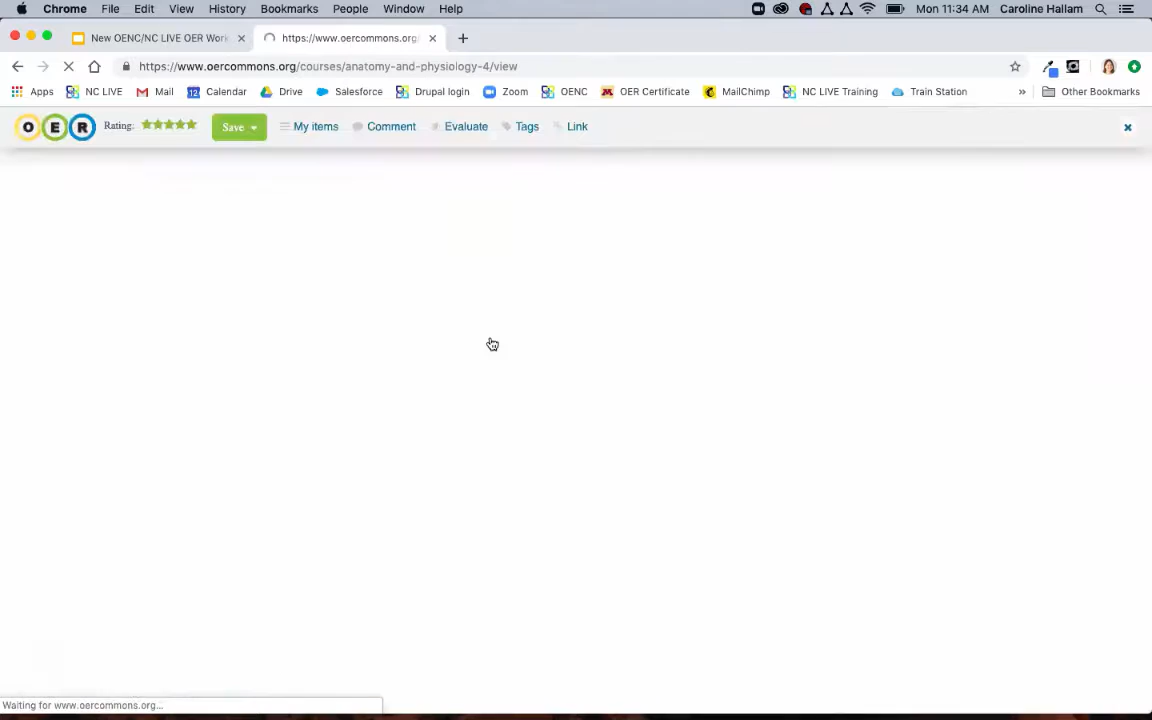 Chrome File Edit View History Bookmarks People Window Help Mon 11:34 AM Caroline Hallam
New OENC/NC LIVE OER Work https://www.oercommons.org/
https://www.oercommons.org/courses/anatomy-and-physiology-4/view
Apps NC LIVE Mail Calendar Drive Salesforce Drupal login Zoom OENC OER Certificate MailChimp NC LIVE Training Train Station » Other Bookmarks
O E R Rating: Save My items Comment Evaluate Tags Link
Waiting for www.oercommons.org...